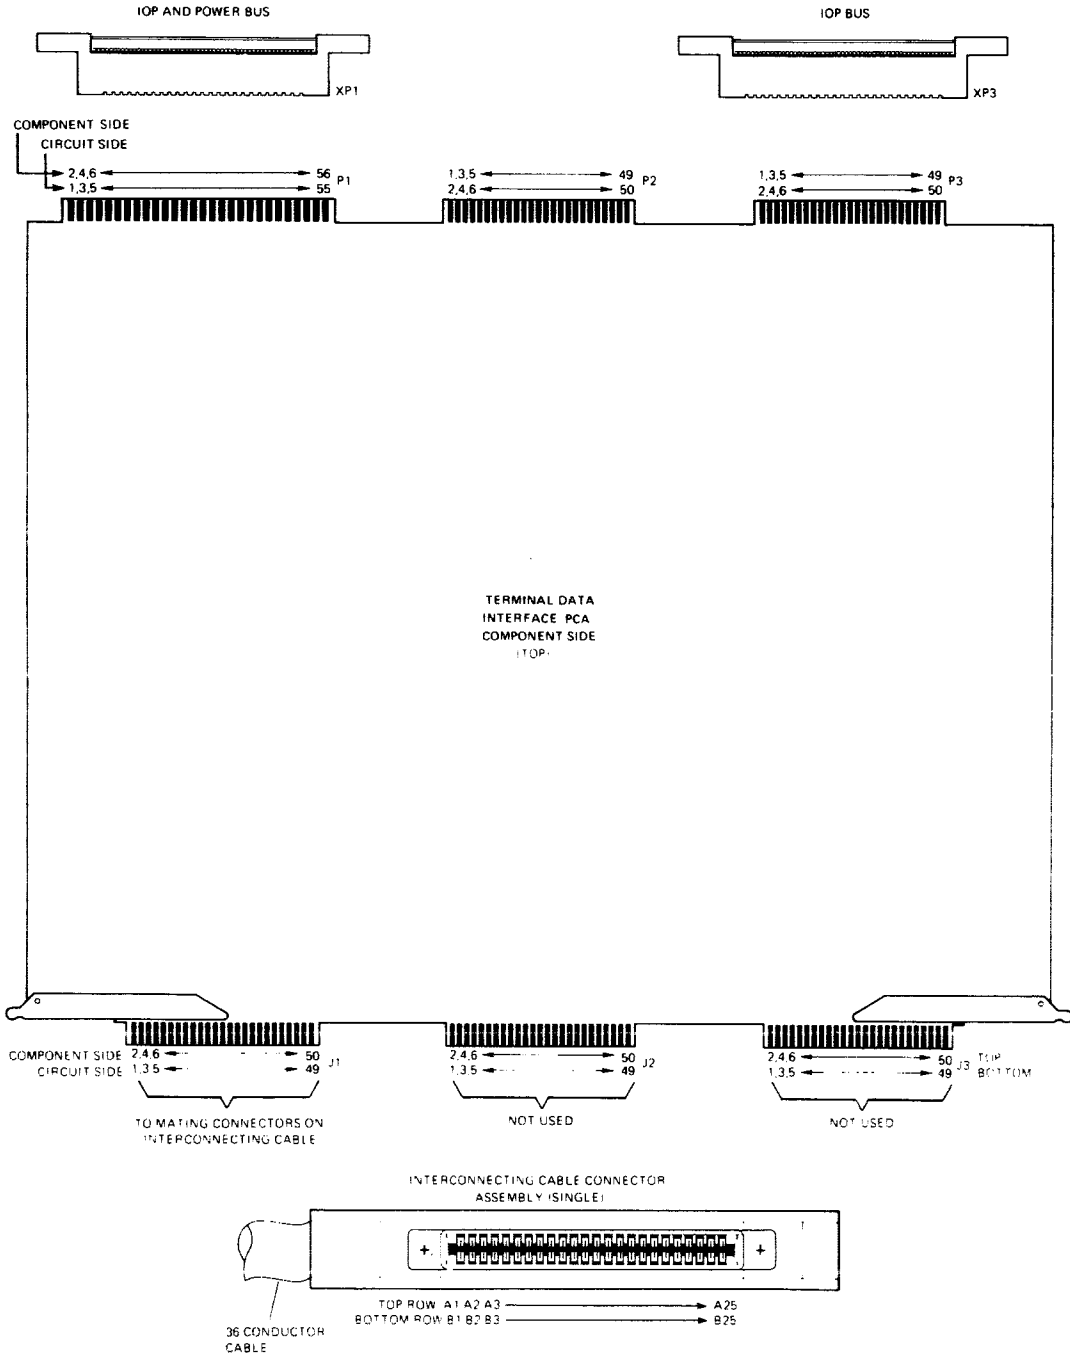 IOP AND POWER BUS
IOP BUS
XP1
XP3
COMPONENT SIDE
CIRCUIT SIDE
2,4,6 56
1,3,5 55
P1
1,3,5 49
2,4,6 50
P2
1,3,5 49
2,4,6 50
P3
TERMINAL DATA
INTERFACE PCA
COMPONENT SIDE
(TOP)
COMPONENT SIDE 2,4,6 50
CIRCUIT SIDE 1,3,5 49
J1
2,4,6 50
1,3,5 49
J2
2,4,6 50
1,3,5 49
J3
TOP
BOTTOM
TO MATING CONNECTORS ON
INTERCONNECTING CABLE
NOT USED
NOT USED
INTERCONNECTING CABLE CONNECTOR
ASSEMBLY (SINGLE)
TOP ROW A1 A2 A3 A25
BOTTOM ROW B1 B2 B3 B25
36 CONDUCTOR
CABLE